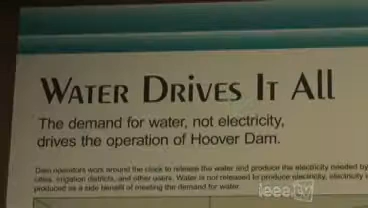 WATER DRIVES IT ALL
The demand for water, not electricity,
drives the operation of Hoover Dam.
Dam operators work around the clock to release the water and produce the electricity needed by
cities, irrigation districts, and other users. Water is not released to produce electricity, electricity is
produced as a side benefit of meeting the demand for water.
ieeetv